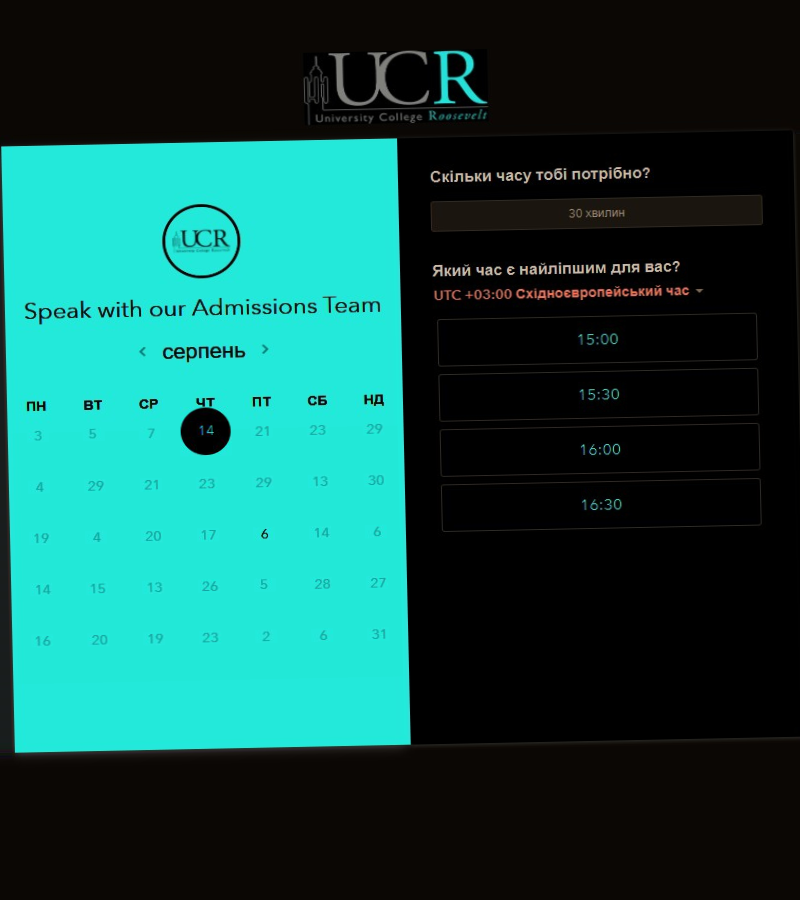 UCR
University College Roosevelt
UCR
University College Roosevelt
Speak with our Admissions Team
серпень
ПН ВТ СР ЧТ ПТ СБ НД
3 5 7 14 21 23 29
4 29 21 23 29 13 30
19 4 20 17 6 14 6
14 15 13 26 5 28 27
16 20 19 23 2 6 31
Скільки часу тобі потрібно?
30 хвилин
Який час є найліпшим для вас?
UTC +03:00 Східноєвропейський час
15:00
15:30
16:00
16:30